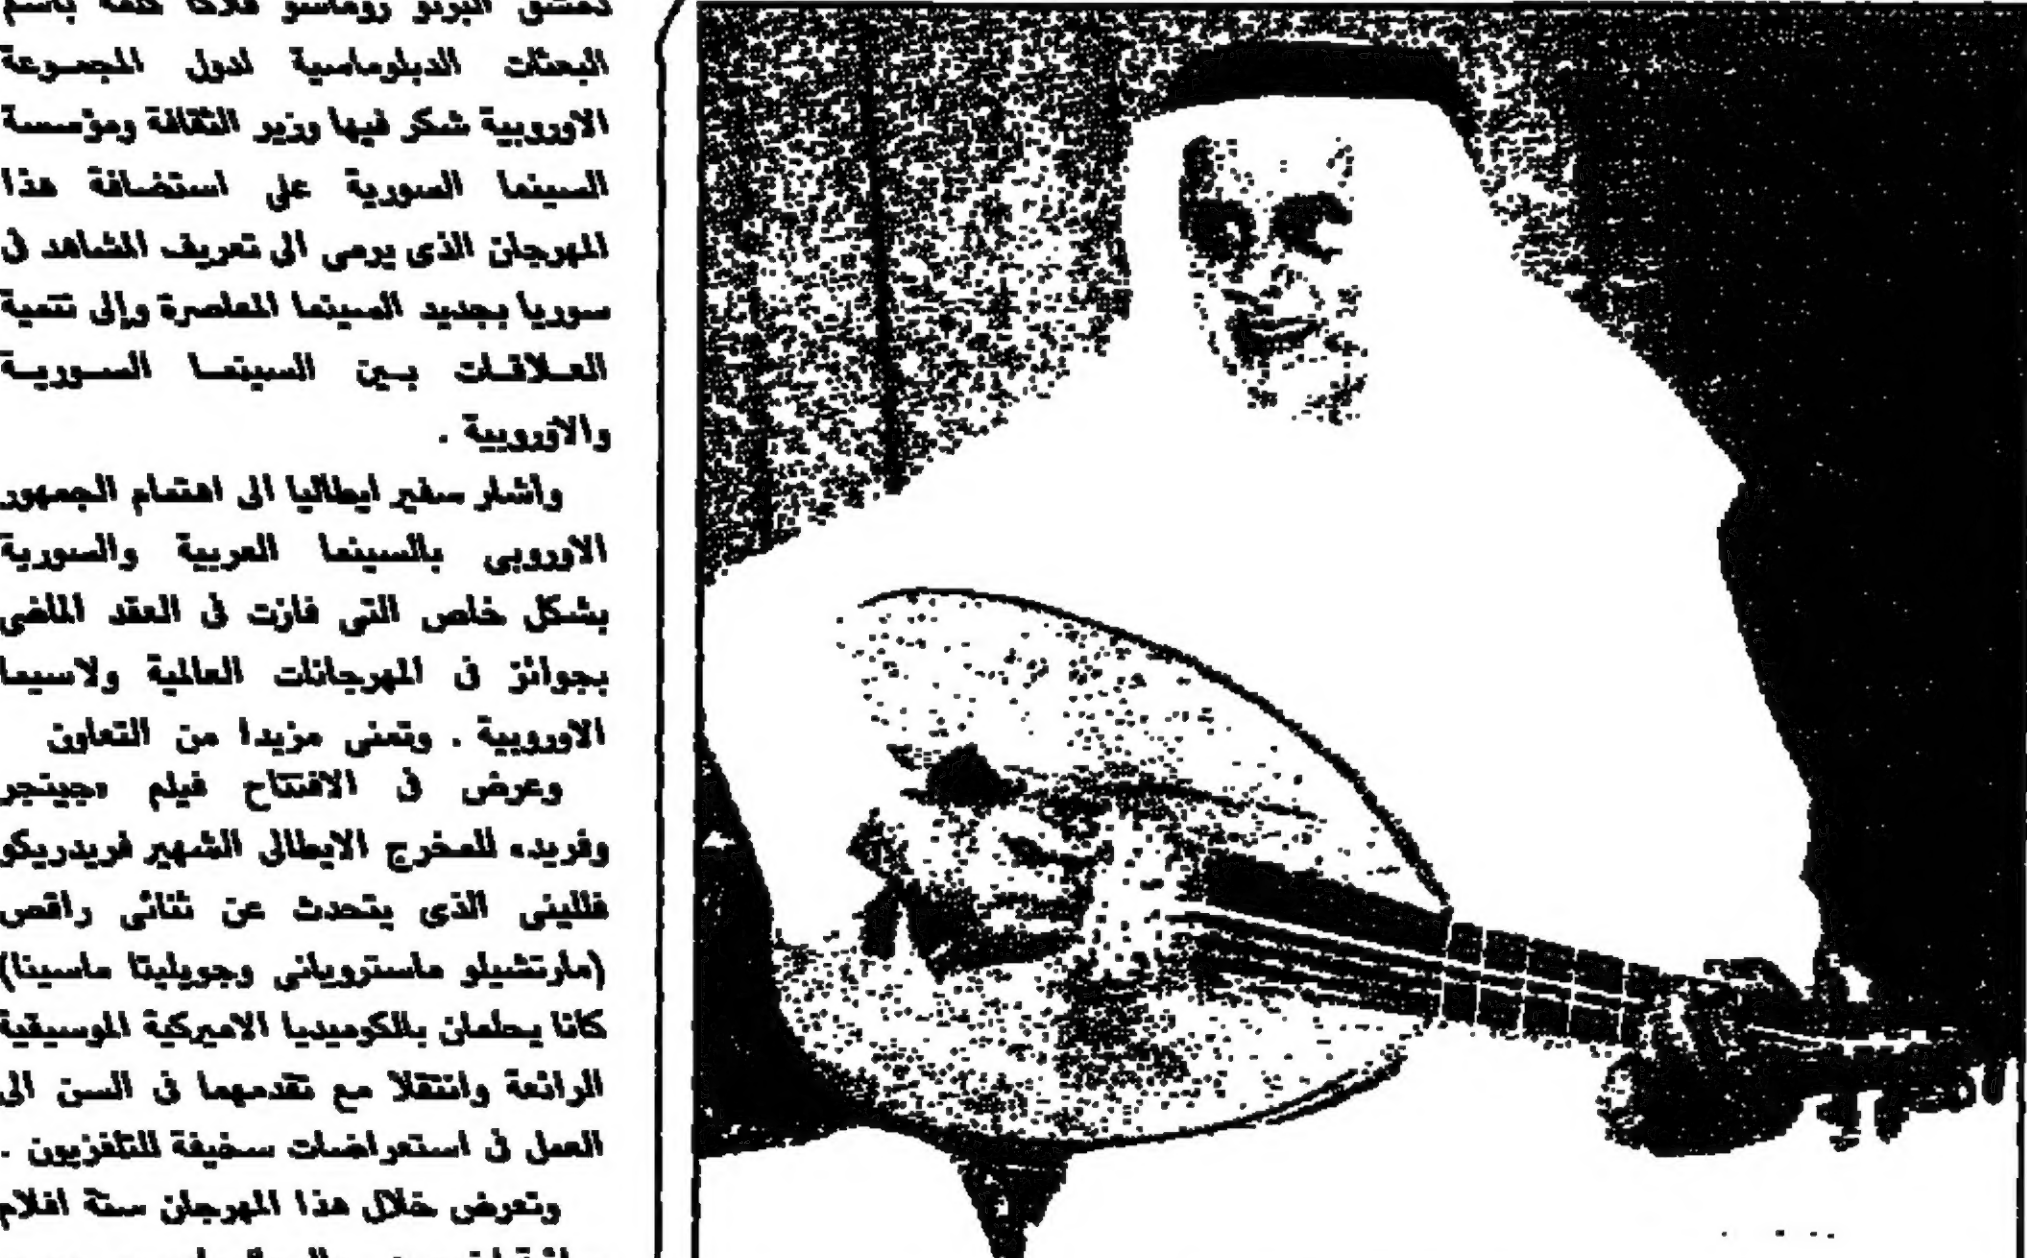 البعثات الدبلوماسية لدول المجموعة
الاوروبية شكر فيها وزير الثقافة ومؤسسة
السينما السورية على استضافة هذا
المهرجان الذى يرمى الى تعريف المشاهد فى
سوريا بجديد السينما المعاصرة وإلى تنمية
العلاقات بين السينما السورية
والاوروبية .
وأشار سفير ايطاليا الى اهتمام الجمهور
الاوروبى بالسينما العربية والسورية
بشكل خاص التى فازت فى العقد الماضى
بجوائز فى المهرجانات العالمية ولاسيما
الاوروبية . وتمنى مزيدا من التعاون
وعرض فى الافتتاح فيلم «جينجر
وفريد» للمخرج الايطالى الشهير فريدريكو
فللينى الذى يتحدث عن ثنائى راقص
(مارتشيلو ماسترويانى وجويليتا ماسينا)
كانا يحلمان بالكوميديا الاميركية الموسيقية
الرائعة وانتقلا مع تقدمهما فى السن الى
العمل فى استعراضات سخيفة للتلفزيون .
وتعرض خلال هذا المهرجان ستة افلام